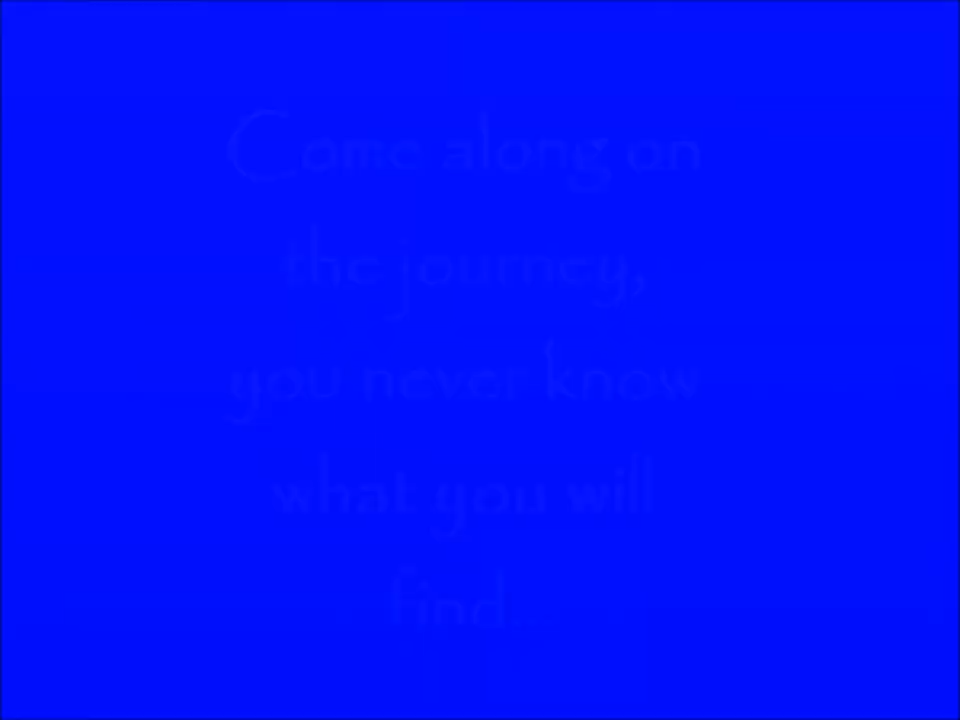 Come along on
the journey,
you never know
what you will
find...